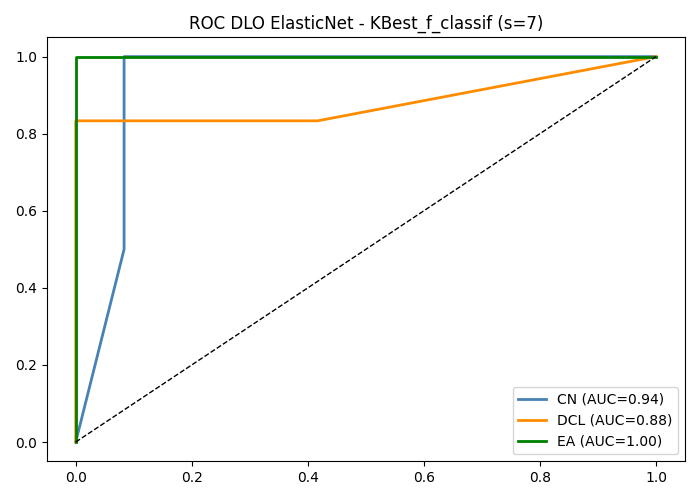 ROC DLO ElasticNet - KBest_f_classif (s=7)
1.0
0.8
0.6
0.4
0.2
0.0
0.0 0.2 0.4 0.6 0.8 1.0
CN (AUC=0.94)
DCL (AUC=0.88)
EA (AUC=1.00)